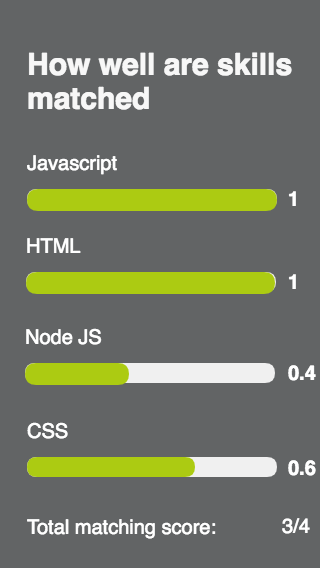 How well are skills
matched
Javascript
1
HTML
1
Node JS
0.4
CSS
0.6
Total matching score: 3/4